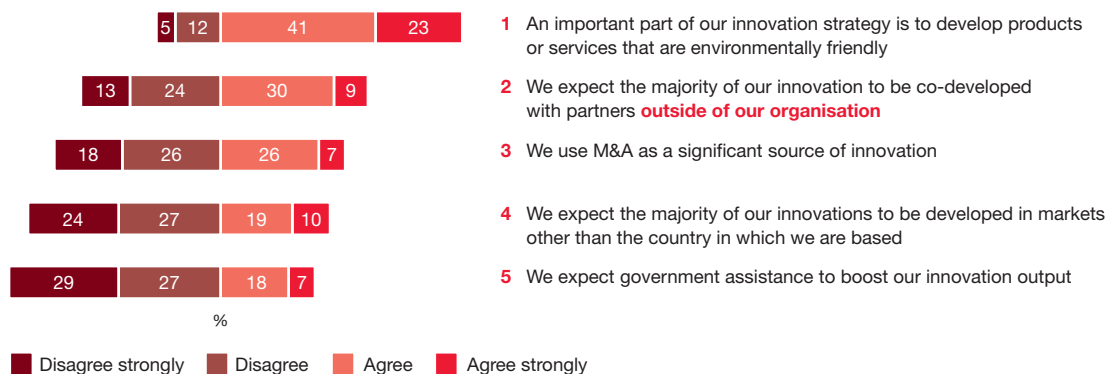 5 12 41 23
1 An important part of our innovation strategy is to develop products
or services that are environmentally friendly
13 24 30 9
2 We expect the majority of our innovation to be co-developed
with partners outside of our organisation
18 26 26 7
3 We use M&A as a significant source of innovation
24 27 19 10
4 We expect the majority of our innovations to be developed in markets
other than the country in which we are based
29 27 18 7
5 We expect government assistance to boost our innovation output
%
Disagree strongly Disagree Agree Agree strongly